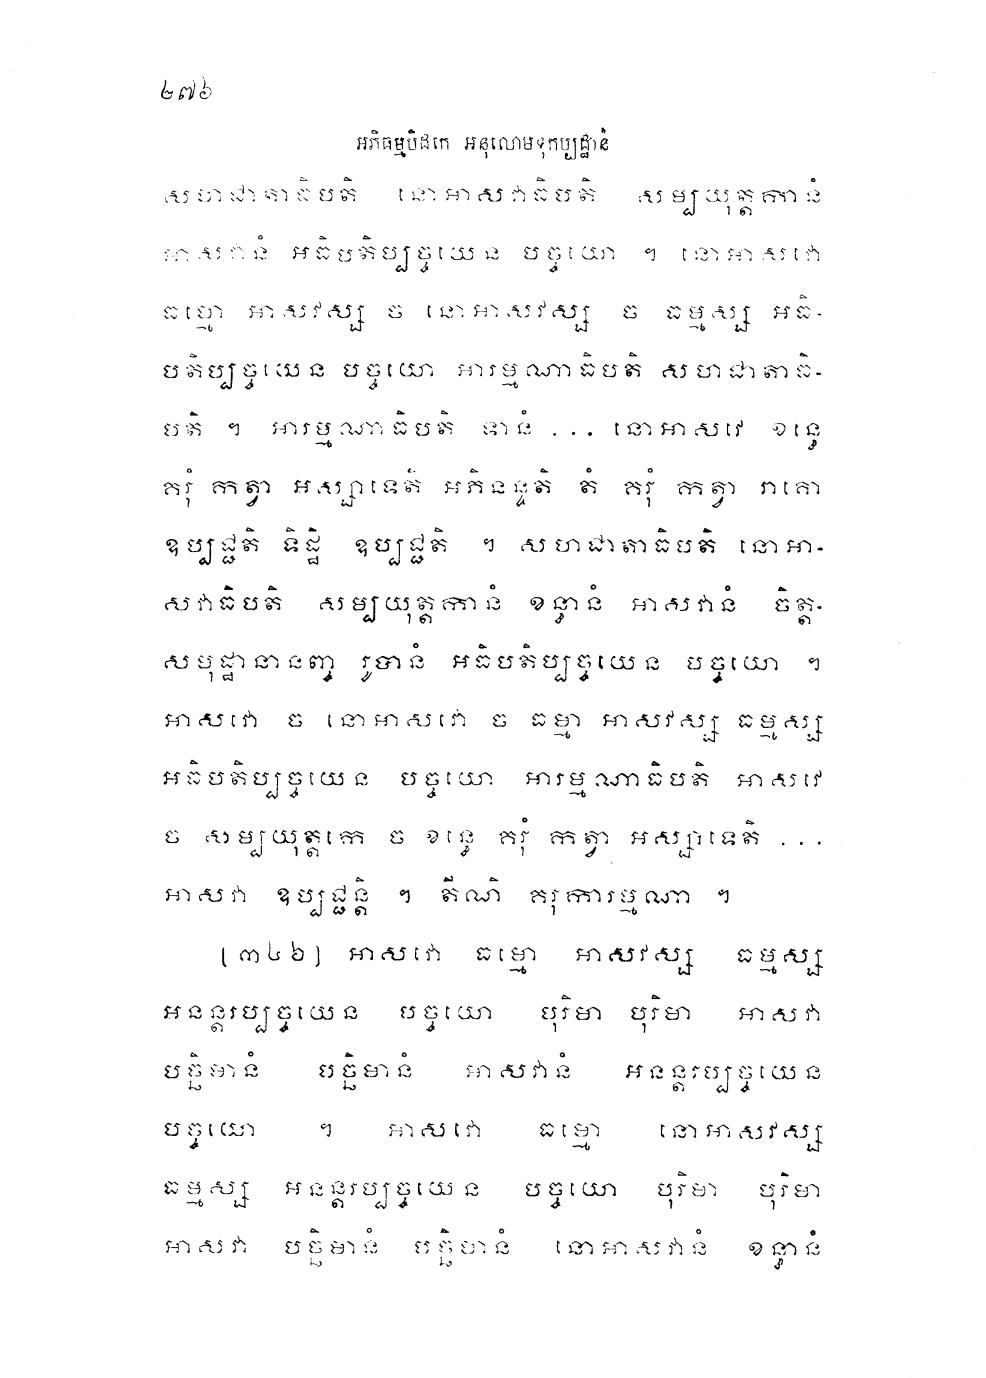 ២៧៦
អភិធម្មបិដកេ អនុលោមទុកប្បដ្ឋានំ
សហជាតាធិបតិ នោអាសវាធិបតិ សម្បយុត្តកានំ
អាសវានំ អធិបតិប្បច្ចយេន បច្ចយោ ។ នោអាសវោ
ធម្មោ អាសវស្ស ច នោអាសវស្ស ច ធម្មស្ស អធិ-
បតិប្បច្ចយេន បច្ចយោ អារម្មណាធិបតិ សហជាតាធិ-
បតិ ។ អារម្មណាធិបតិ ទានំ ... នោអាសវេ ខន្ធេ
គរុំ កត្វា អស្សាទេតិ អភិនន្ទតិ តំ គរុំ កត្វា រាគោ
ឧប្បជ្ជតិ ទិដ្ឋិ ឧប្បជ្ជតិ ។ សហជាតាធិបតិ នោអា-
សវាធិបតិ សម្បយុត្តកានំ ខន្ធានំ អាសវានំ ចិត្ត-
សមុដ្ឋានានញ្ច រូបានំ អធិបតិប្បច្ចយេន បច្ចយោ ។
អាសវោ ច នោអាសវោ ច ធម្មា អាសវស្ស ធម្មស្ស
អធិបតិប្បច្ចយេន បច្ចយោ អារម្មណាធិបតិ អាសវេ
ច សម្បយុត្តកេ ច ខន្ធេ គរុំ កត្វា អស្សាទេតិ ...
អាសវា ឧប្បជ្ជន្តិ ។ តីណិ គរុការម្មណា ។
[៣៤៦] អាសវោ ធម្មោ អាសវស្ស ធម្មស្ស
អនន្តរប្បច្ចយេន បច្ចយោ បុរិមា បុរិមា អាសវា
បច្ឆិមានំ បច្ឆិមានំ អាសវានំ អនន្តរប្បច្ចយេន
បច្ចយោ ។ អាសវោ ធម្មោ នោអាសវស្ស
ធម្មស្ស អនន្តរប្បច្ចយេន បច្ចយោ បុរិមា បុរិមា
អាសវា បច្ឆិមានំ បច្ឆិមានំ នោអាសវានំ ខន្ធានំ